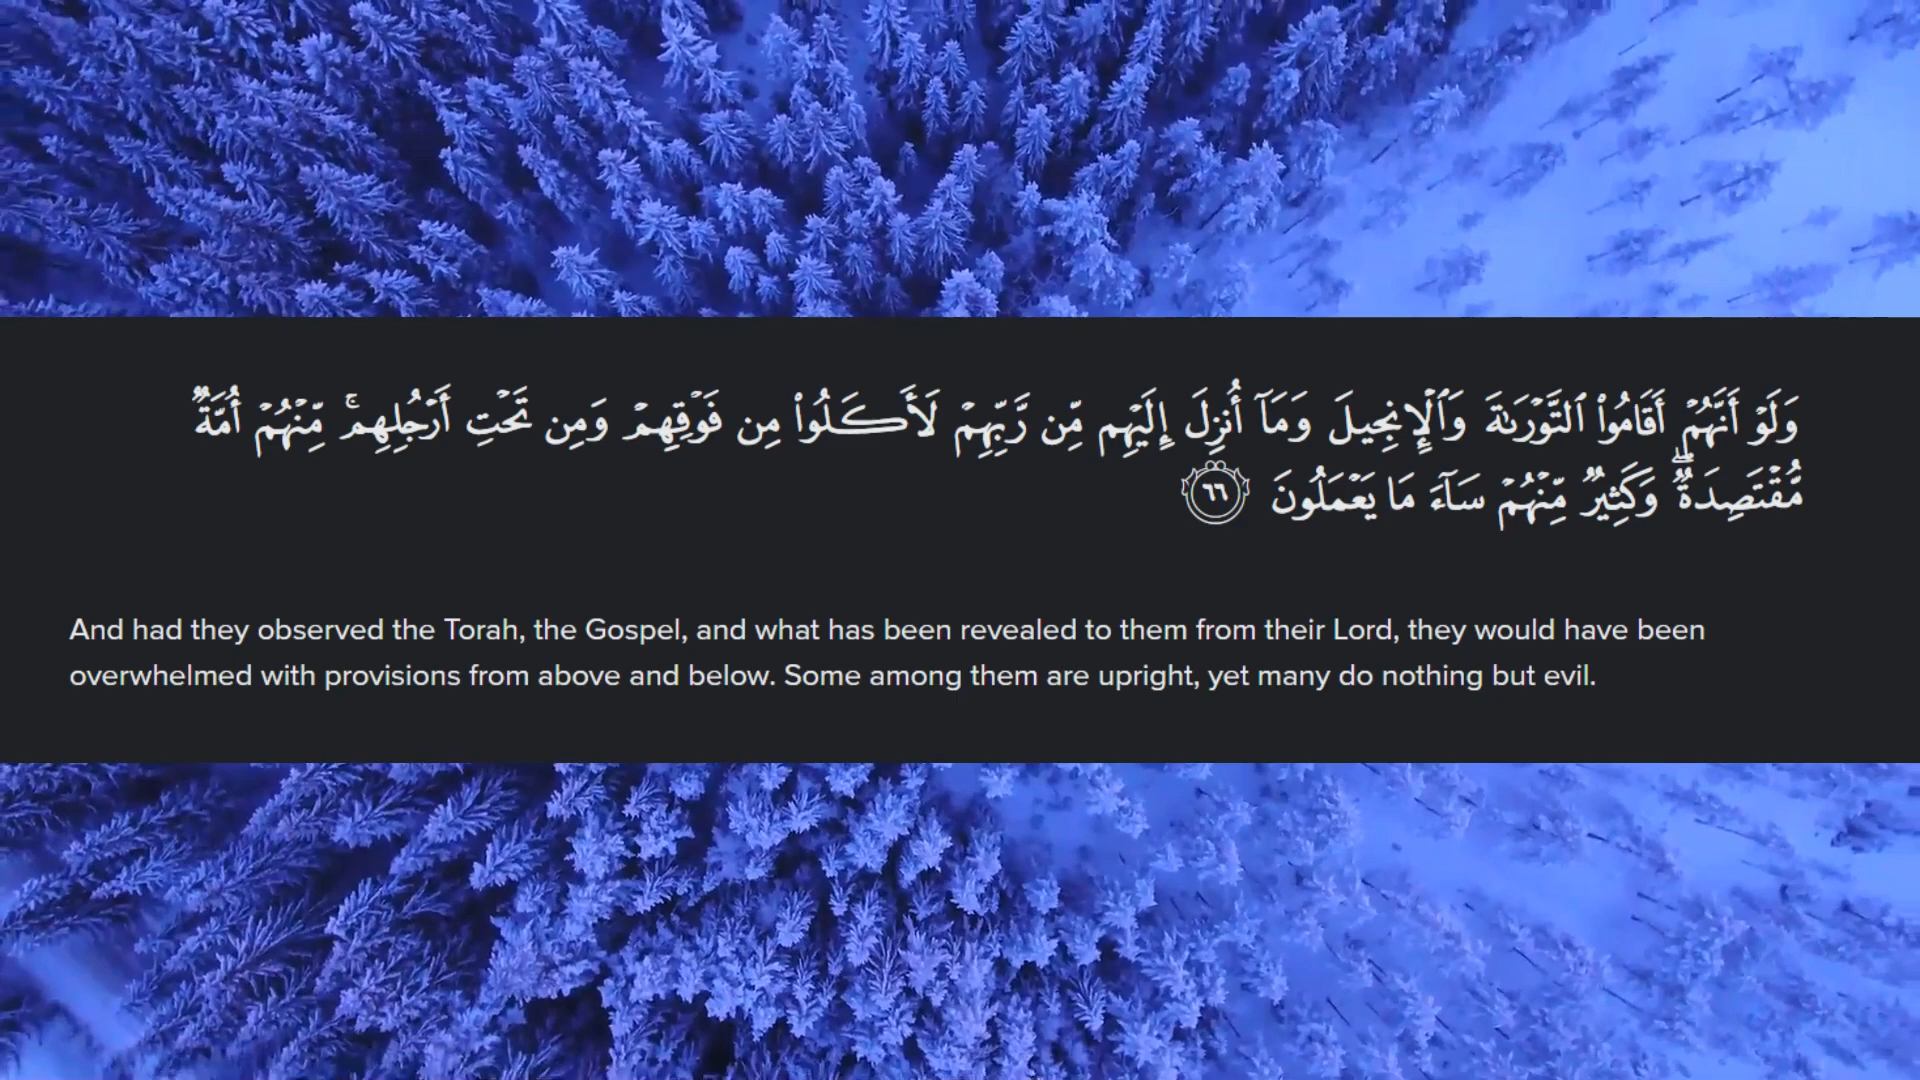 وَلَوْ أَنَّهُمْ أَقَامُوا۟ ٱلتَّوْرَىٰةَ وَٱلْإِنجِيلَ وَمَآ أُنزِلَ إِلَيْهِم مِّن رَّبِّهِمْ لَأَكَلُوا۟ مِن فَوْقِهِمْ وَمِن تَحْتِ أَرْجُلِهِم ۚ مِّنْهُمْ أُمَّةٌ
مُّقْتَصِدَةٌ ۖ وَكَثِيرٌ مِّنْهُمْ سَآءَ مَا يَعْمَلُونَ ٦٦
And had they observed the Torah, the Gospel, and what has been revealed to them from their Lord, they would have been
overwhelmed with provisions from above and below. Some among them are upright, yet many do nothing but evil.